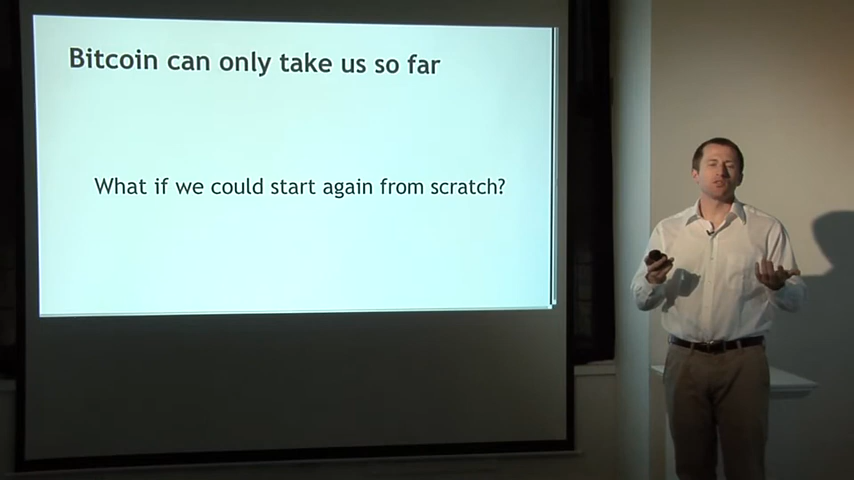 Bitcoin can only take us so far
What if we could start again from scratch?